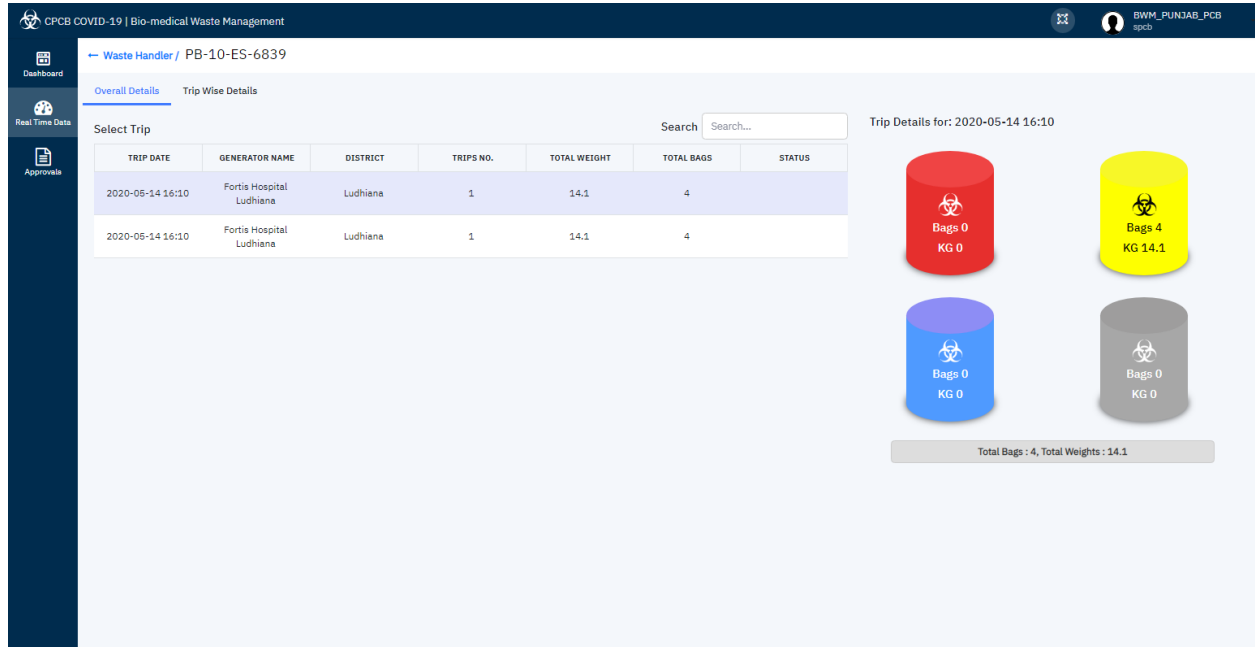 CPCB COVID-19 | Bio-medical Waste Management
BWM_PUNJAB_PCB
spcb
Dashboard
Real Time Data
Approvals
← Waste Handler / PB-10-ES-6839
Overall Details Trip Wise Details
Select Trip
Search Search...
TRIP DATE GENERATOR NAME DISTRICT TRIPS NO. TOTAL WEIGHT TOTAL BAGS STATUS
2020-05-14 16:10 Fortis Hospital Ludhiana Ludhiana 1 14.1 4
2020-05-14 16:10 Fortis Hospital Ludhiana Ludhiana 1 14.1 4
Trip Details for: 2020-05-14 16:10
Bags 0
KG 0
Bags 4
KG 14.1
Bags 0
KG 0
Bags 0
KG 0
Total Bags : 4, Total Weights : 14.1